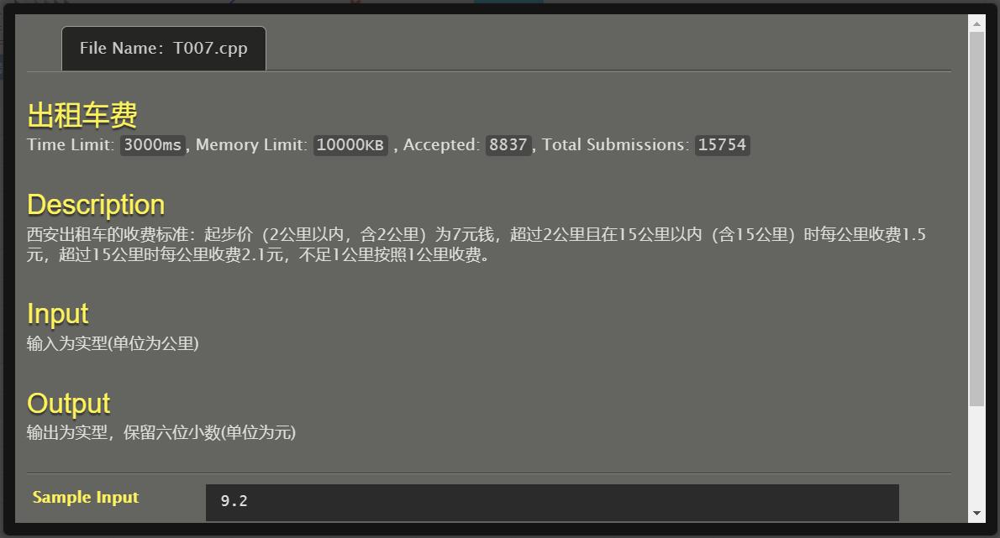 File Name: T007.cpp
出租车费
Time Limit: 3000ms, Memory Limit: 10000KB , Accepted: 8837, Total Submissions: 15754
Description
西安出租车的收费标准：起步价（2公里以内，含2公里）为7元钱，超过2公里且在15公里以内（含15公里）时每公里收费1.5
元，超过15公里时每公里收费2.1元，不足1公里按照1公里收费。
Input
输入为实型(单位为公里)
Output
输出为实型，保留六位小数(单位为元)
Sample Input 9.2